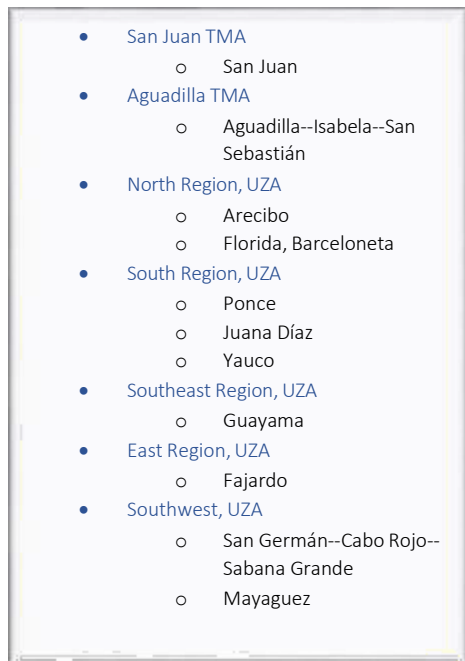 • San Juan TMA
o San Juan
• Aguadilla TMA
o Aguadilla--Isabela--San
Sebastián
• North Region, UZA
o Arecibo
o Florida, Barceloneta
• South Region, UZA
o Ponce
o Juana Díaz
o Yauco
• Southeast Region, UZA
o Guayama
• East Region, UZA
o Fajardo
• Southwest, UZA
o San Germán--Cabo Rojo--
Sabana Grande
o Mayaguez